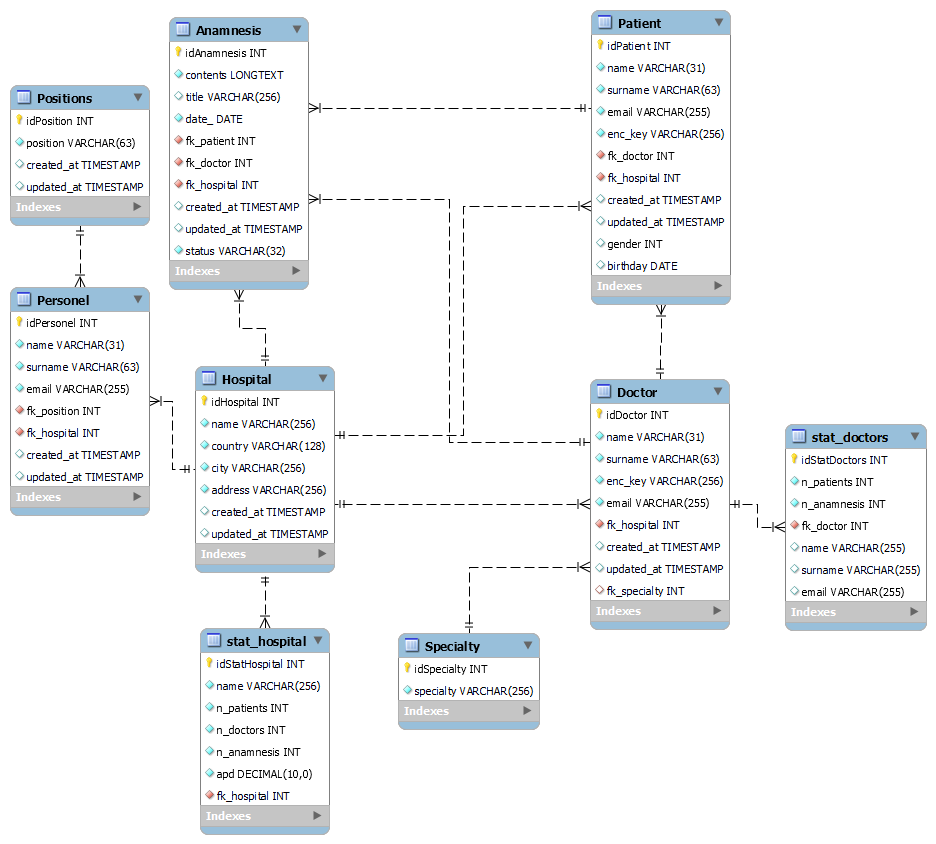 Anamnesis
idAnamnesis INT
contents LONGTEXT
title VARCHAR(256)
date_ DATE
fk_patient INT
fk_doctor INT
fk_hospital INT
created_at TIMESTAMP
updated_at TIMESTAMP
status VARCHAR(32)
Indexes
Patient
idPatient INT
name VARCHAR(31)
surname VARCHAR(63)
email VARCHAR(255)
enc_key VARCHAR(256)
fk_doctor INT
fk_hospital INT
created_at TIMESTAMP
updated_at TIMESTAMP
gender INT
birthday DATE
Indexes
Positions
idPosition INT
position VARCHAR(63)
created_at TIMESTAMP
updated_at TIMESTAMP
Indexes
Personel
idPersonel INT
name VARCHAR(31)
surname VARCHAR(63)
email VARCHAR(255)
fk_position INT
fk_hospital INT
created_at TIMESTAMP
updated_at TIMESTAMP
Indexes
Hospital
idHospital INT
name VARCHAR(256)
country VARCHAR(128)
city VARCHAR(256)
address VARCHAR(256)
created_at TIMESTAMP
updated_at TIMESTAMP
Indexes
Doctor
idDoctor INT
name VARCHAR(31)
surname VARCHAR(63)
enc_key VARCHAR(256)
email VARCHAR(255)
fk_hospital INT
created_at TIMESTAMP
updated_at TIMESTAMP
fk_specialty INT
Indexes
stat_doctors
idStatDoctors INT
n_patients INT
n_anamnesis INT
fk_doctor INT
name VARCHAR(255)
surname VARCHAR(255)
email VARCHAR(255)
Indexes
stat_hospital
idStatHospital INT
name VARCHAR(256)
n_patients INT
n_doctors INT
n_anamnesis INT
apd DECIMAL(10,0)
fk_hospital INT
Indexes
Specialty
idSpecialty INT
specialty VARCHAR(256)
Indexes